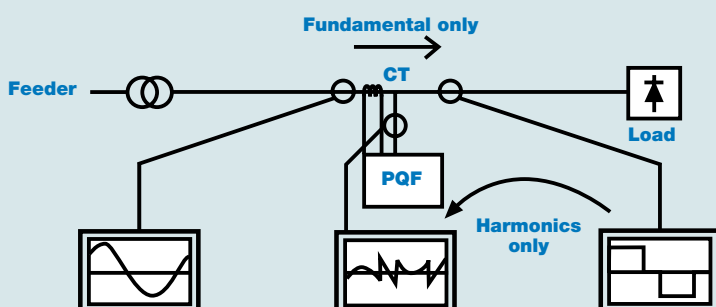 Fundamental only
CT
Feeder
Load
PQF
Harmonics
only